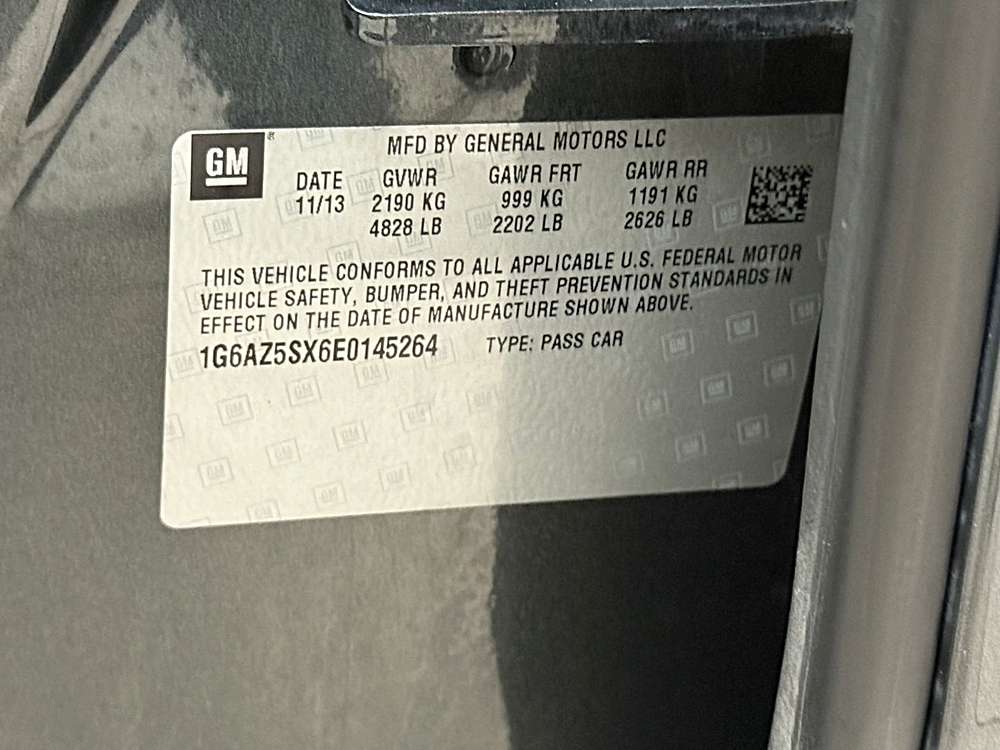 GM
MFD BY GENERAL MOTORS LLC
DATE GVWR GAWR FRT GAWR RR
11/13 2190 KG 999 KG 1191 KG
4828 LB 2202 LB 2626 LB
THIS VEHICLE CONFORMS TO ALL APPLICABLE U.S. FEDERAL MOTOR
VEHICLE SAFETY, BUMPER, AND THEFT PREVENTION STANDARDS IN
EFFECT ON THE DATE OF MANUFACTURE SHOWN ABOVE.
1G6AZ5SX6E0145264 TYPE: PASS CAR